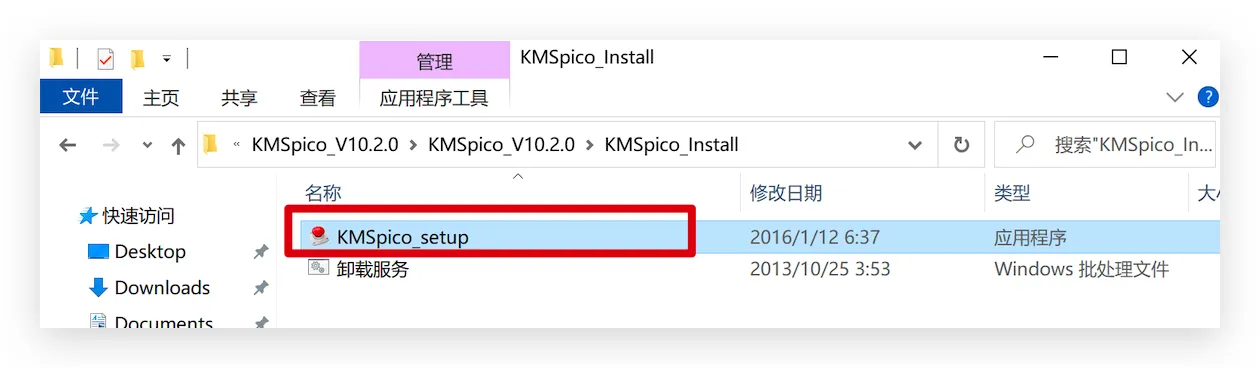 管理 KMSpico_Install
文件 主页 共享 查看 应用程序工具 ?
« KMSpico_V10.2.0 > KMSpico_V10.2.0 > KMSpico_Install 搜索"KMSpico_In...
名称 修改日期 类型 大小
快速访问
KMSpico_setup 2016/1/12 6:37 应用程序
Desktop
卸载服务 2013/10/25 3:53 Windows 批处理文件
Downloads
Documents